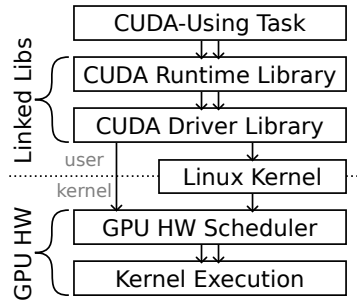 CUDA-Using Task
Linked Libs
CUDA Runtime Library
CUDA Driver Library
user
Linux Kernel
kernel
GPU HW
GPU HW Scheduler
Kernel Execution